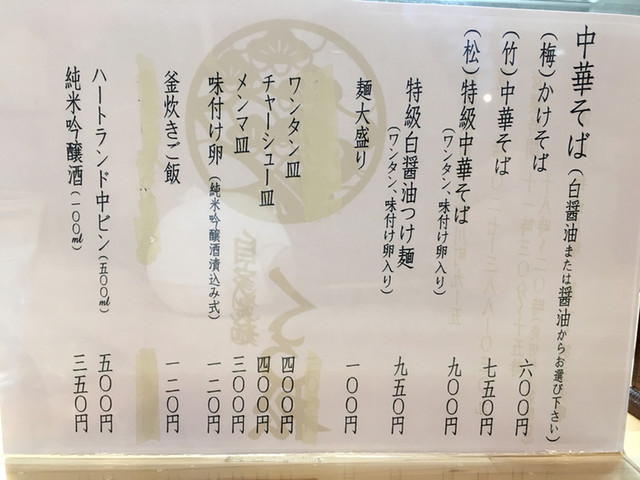 中華そば（白醤油または醤油からお選び下さい）
（梅）かけそば 六〇〇円
（竹）中華そば 七五〇円
（松）特級中華そば 九〇〇円
（ワンタン、味付け卵入り）
特級白醤油つけ麺 九五〇円
（ワンタン、味付け卵入り）
麺大盛り 一〇〇円
ワンタン皿 四〇〇円
チャーシュー皿 四〇〇円
メンマ皿 三〇〇円
味付け卵（純米吟醸酒漬込み式） 一二〇円
釜炊きご飯 一二〇円
ハートランド中ビン（五〇〇㎖） 五〇〇円
純米吟醸酒（一〇〇㎖） 三五〇円